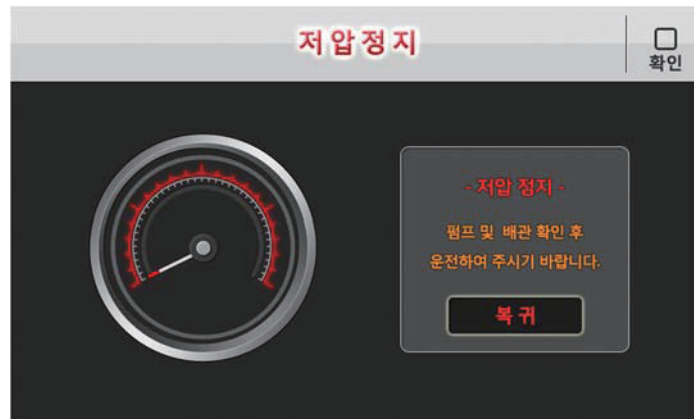 저압정지
확인
- 저압 정지 -
펌프 및 배관 확인 후
운전하여 주시기 바랍니다.
복귀